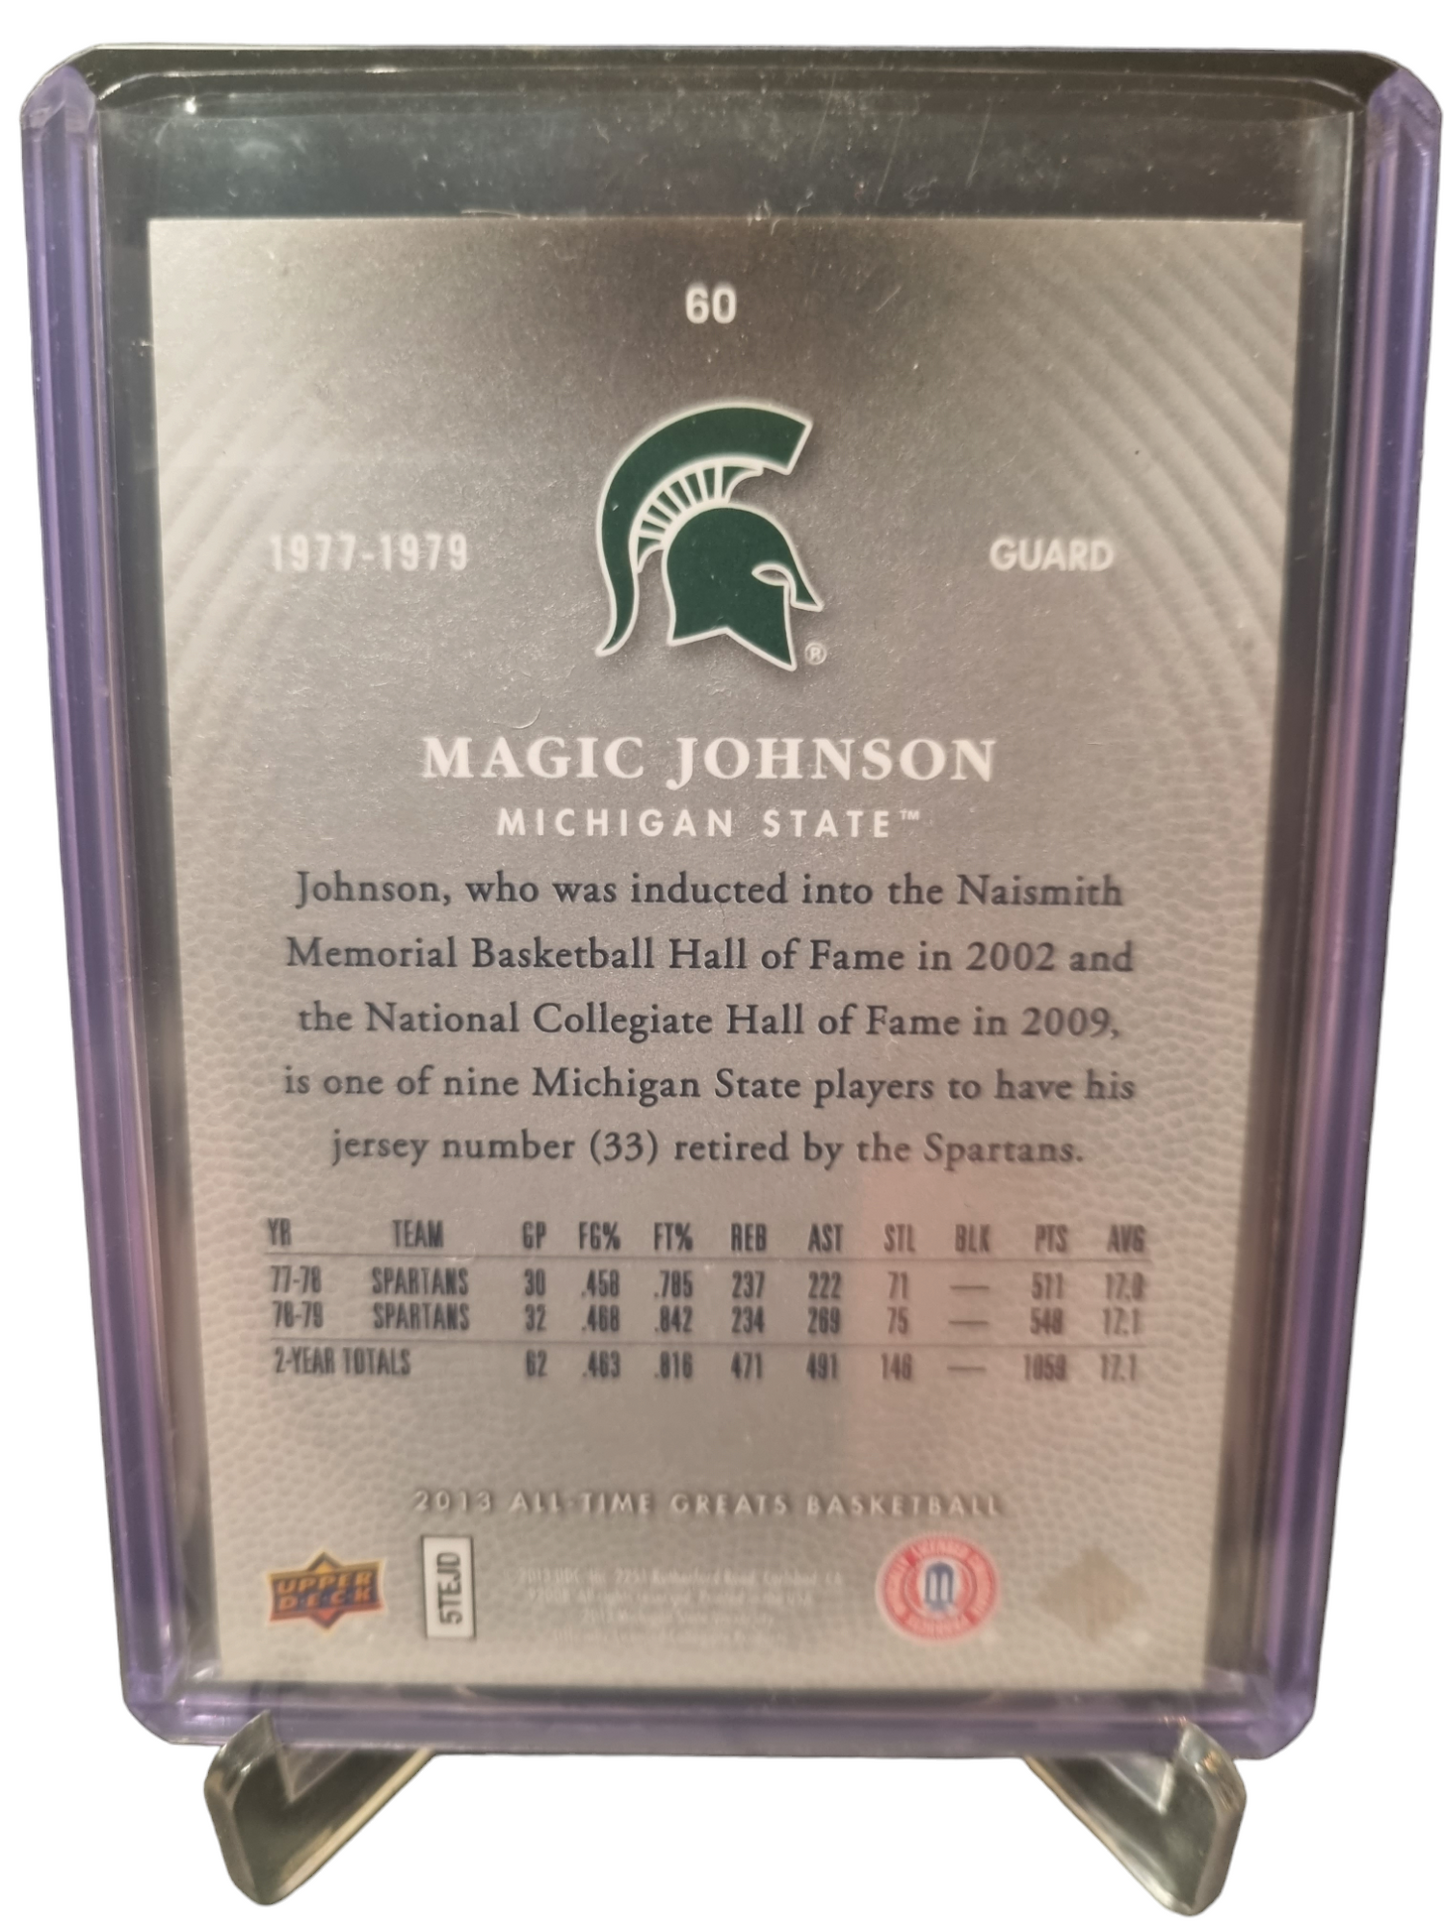 60
1977-1979 GUARD
®
MAGIC JOHNSON
MICHIGAN STATE™
Johnson, who was inducted into the Naismith
Memorial Basketball Hall of Fame in 2002 and
the National Collegiate Hall of Fame in 2009,
is one of nine Michigan State players to have his
jersey number (33) retired by the Spartans.
YR TEAM GP FG% FT% REB AST STL BLK PTS AVG
77-78 SPARTANS 30 .458 .785 237 222 71 — 511 17.0
78-79 SPARTANS 32 .468 .842 234 269 75 — 548 17.1
2-YEAR TOTALS 62 .463 .816 471 491 146 — 1059 17.1
2013 ALL-TIME GREATS BASKETBALL
UPPER
DECK
5TEJD